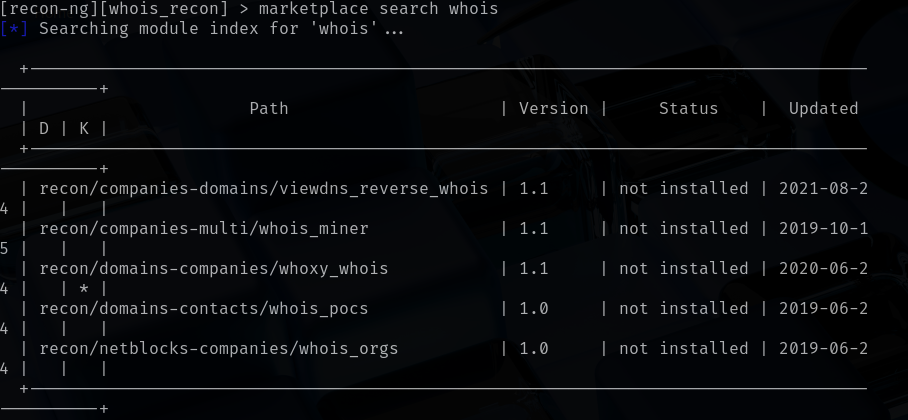 [recon-ng][whois_recon] > marketplace search whois
[*] Searching module index for 'whois'...
+------------------------------------------------------------------------------------
----------+
| Path | Version | Status | Updated
| D | K |
+------------------------------------------------------------------------------------
----------+
| recon/companies-domains/viewdns_reverse_whois | 1.1 | not installed | 2021-08-2
4 | | |
| recon/companies-multi/whois_miner | 1.1 | not installed | 2019-10-1
5 | | |
| recon/domains-companies/whoxy_whois | 1.1 | not installed | 2020-06-2
4 | | * |
| recon/domains-contacts/whois_pocs | 1.0 | not installed | 2019-06-2
4 | | |
| recon/netblocks-companies/whois_orgs | 1.0 | not installed | 2019-06-2
4 | | |
+------------------------------------------------------------------------------------
----------+